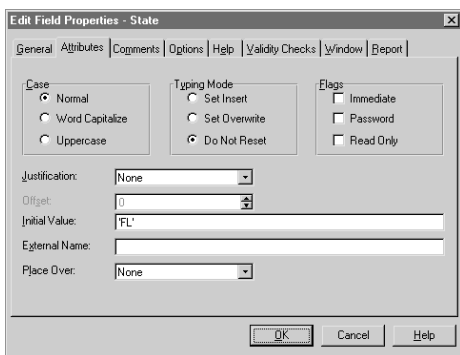 Edit Field Properties - State
General Attributes Comments Options Help Validity Checks Window Report
Case Typing Mode Flags
Normal Set Insert Immediate
Word Capitalize Set Overwrite Password
Uppercase Do Not Reset Read Only
Justification: None
Offset: 0
Initial Value: 'FL'
External Name:
Place Over: None
OK Cancel Help